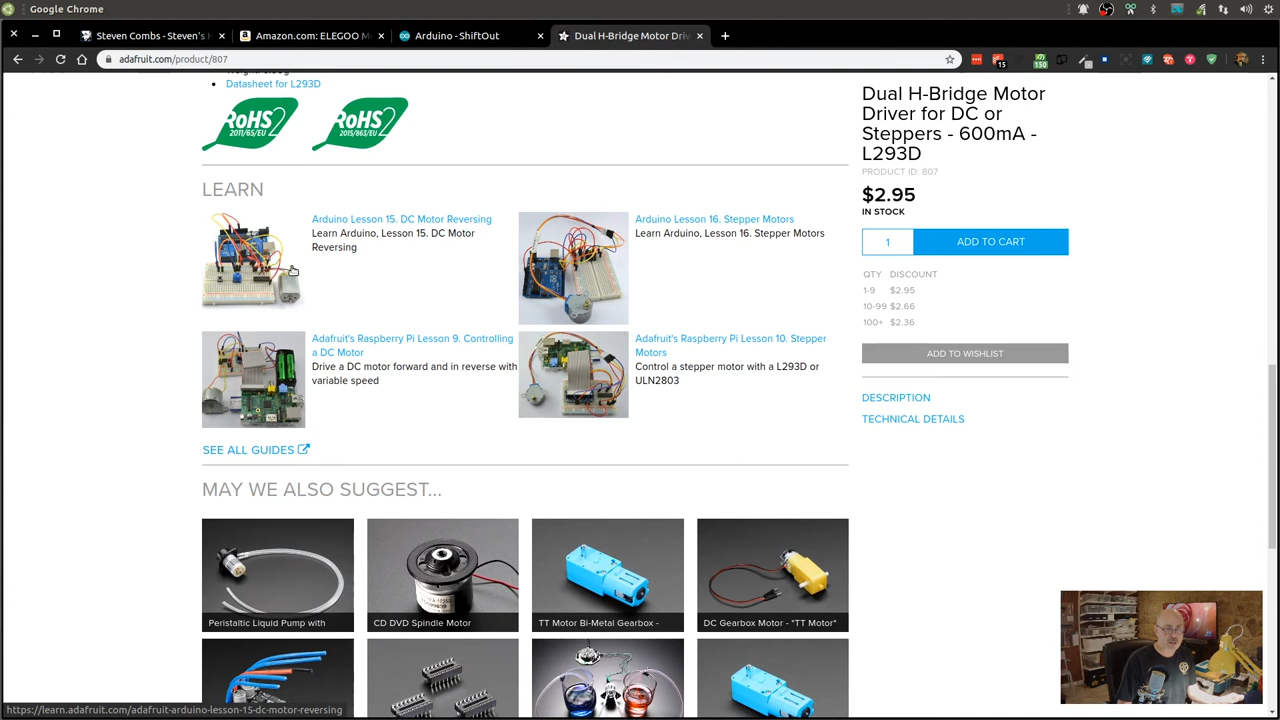 Google Chrome
Steven Combs - Steven's H
Amazon.com: ELEGOO M
Arduino - ShiftOut
Dual H-Bridge Motor Driv
adafruit.com/product/807
15
150
Datasheet for L293D
RoHS 2
2011/65/EU
RoHS 2
2015/863/EU
LEARN
Arduino Lesson 15. DC Motor Reversing
Learn Arduino, Lesson 15. DC Motor
Reversing
Arduino Lesson 16. Stepper Motors
Learn Arduino, Lesson 16. Stepper Motors
Adafruit's Raspberry Pi Lesson 9. Controlling
a DC Motor
Drive a DC motor forward and in reverse with
variable speed
Adafruit's Raspberry Pi Lesson 10. Stepper
Motors
Control a stepper motor with a L293D or
ULN2803
SEE ALL GUIDES
MAY WE ALSO SUGGEST...
Peristaltic Liquid Pump with
CD DVD Spindle Motor
TT Motor Bi-Metal Gearbox -
DC Gearbox Motor - "TT Motor"
Dual H-Bridge Motor
Driver for DC or
Steppers - 600mA -
L293D
PRODUCT ID: 807
$2.95
IN STOCK
1
ADD TO CART
QTY DISCOUNT
1-9 $2.95
10-99 $2.66
100+ $2.36
ADD TO WISHLIST
DESCRIPTION
TECHNICAL DETAILS
https://learn.adafruit.com/adafruit-arduino-lesson-15-dc-motor-reversing